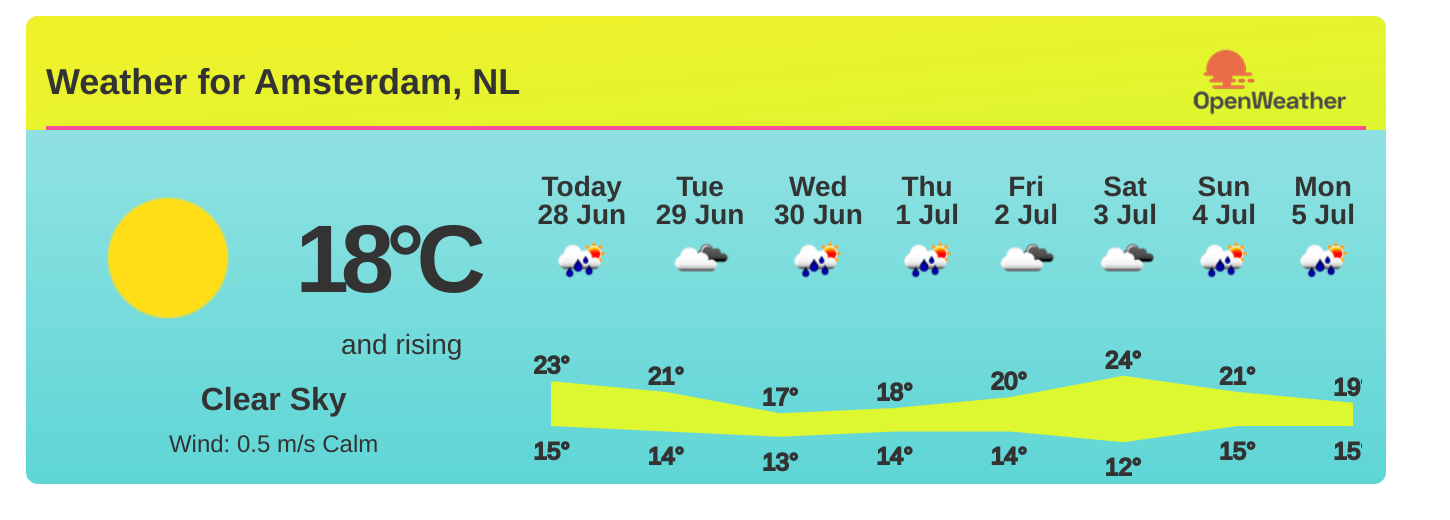 Weather for Amsterdam, NL
OpenWeather
18°C
and rising
Clear Sky
Wind: 0.5 m/s Calm
Today Tue Wed Thu Fri Sat Sun Mon
28 Jun 29 Jun 30 Jun 1 Jul 2 Jul 3 Jul 4 Jul 5 Jul
23° 21° 17° 18° 20° 24° 21° 19°
15° 14° 13° 14° 14° 12° 15° 15°